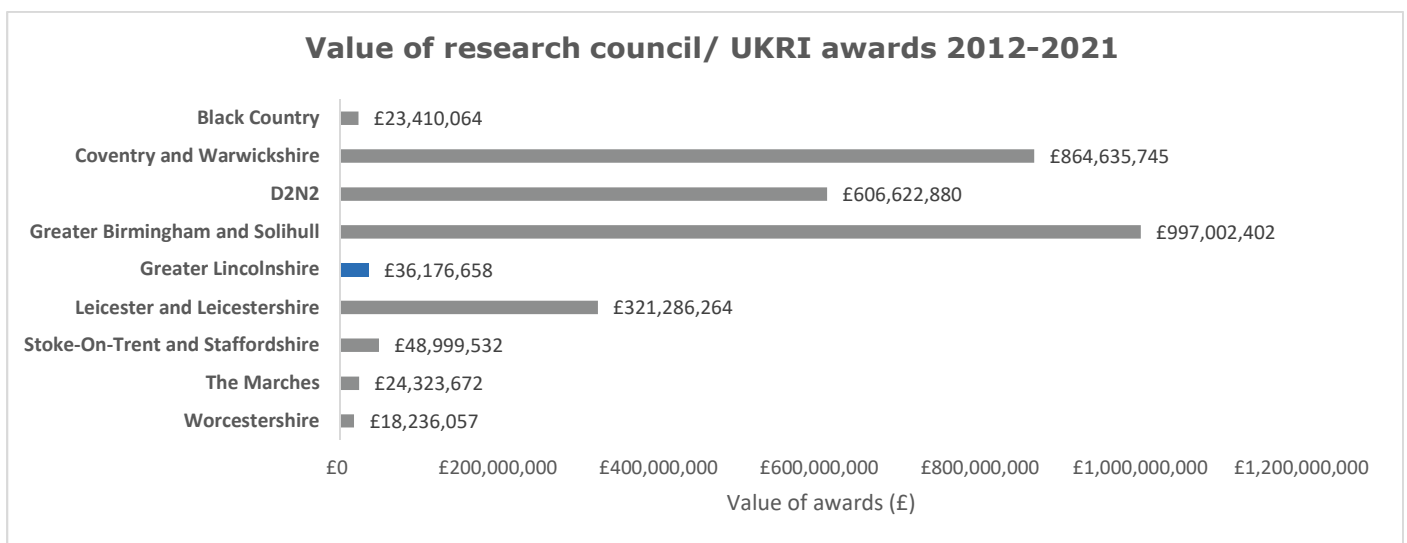 Value of research council/ UKRI awards 2012-2021
Black Country £23,410,064
Coventry and Warwickshire £864,635,745
D2N2 £606,622,880
Greater Birmingham and Solihull £997,002,402
Greater Lincolnshire £36,176,658
Leicester and Leicestershire £321,286,264
Stoke-On-Trent and Staffordshire £48,999,532
The Marches £24,323,672
Worcestershire £18,236,057
£0 £200,000,000 £400,000,000 £600,000,000 £800,000,000 £1,000,000,000 £1,200,000,000
Value of awards (£)